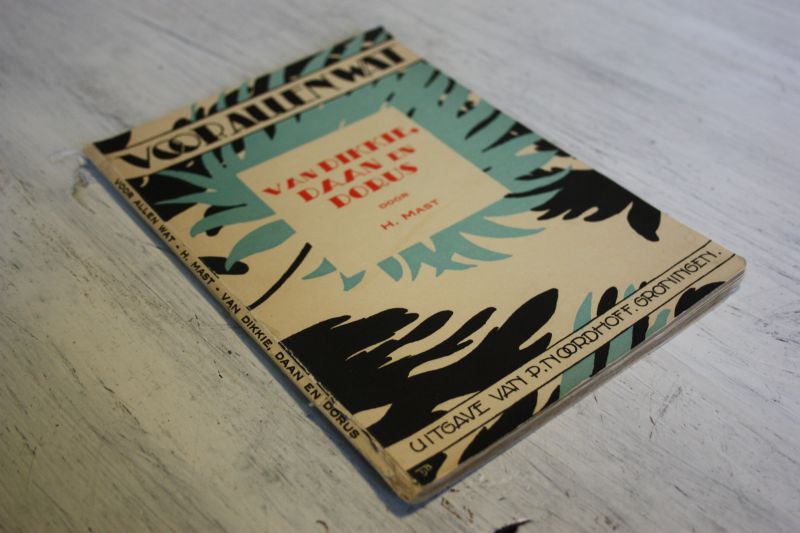 VOOR ALLEN WAT
VAN DIKKIE,
DAAN EN
DORUS
DOOR
H. MAST
UITGAVE VAN P. NOORDHOFF. GRONINGEN.
VOOR ALLEN WAT - H. MAST - VAN DIKKIE, DAAN EN DORUS